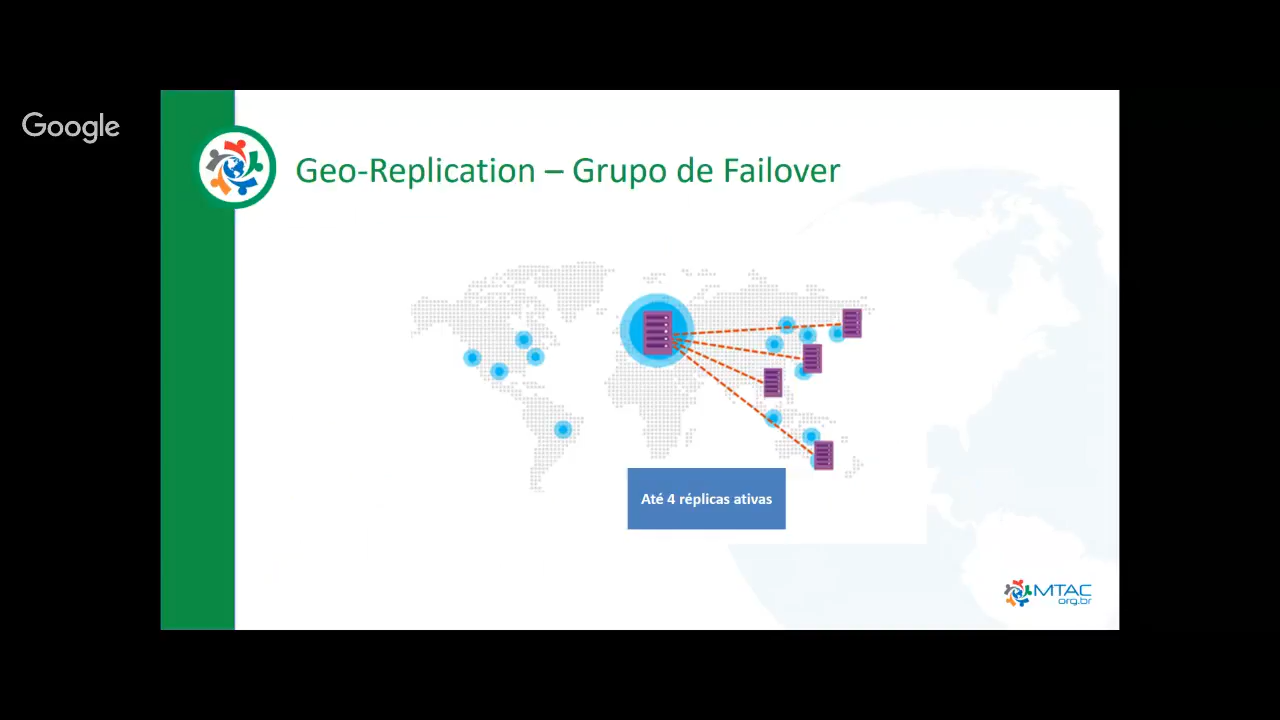 Google
Geo-Replication – Grupo de Failover
Até 4 réplicas ativas
MTAC
org.br